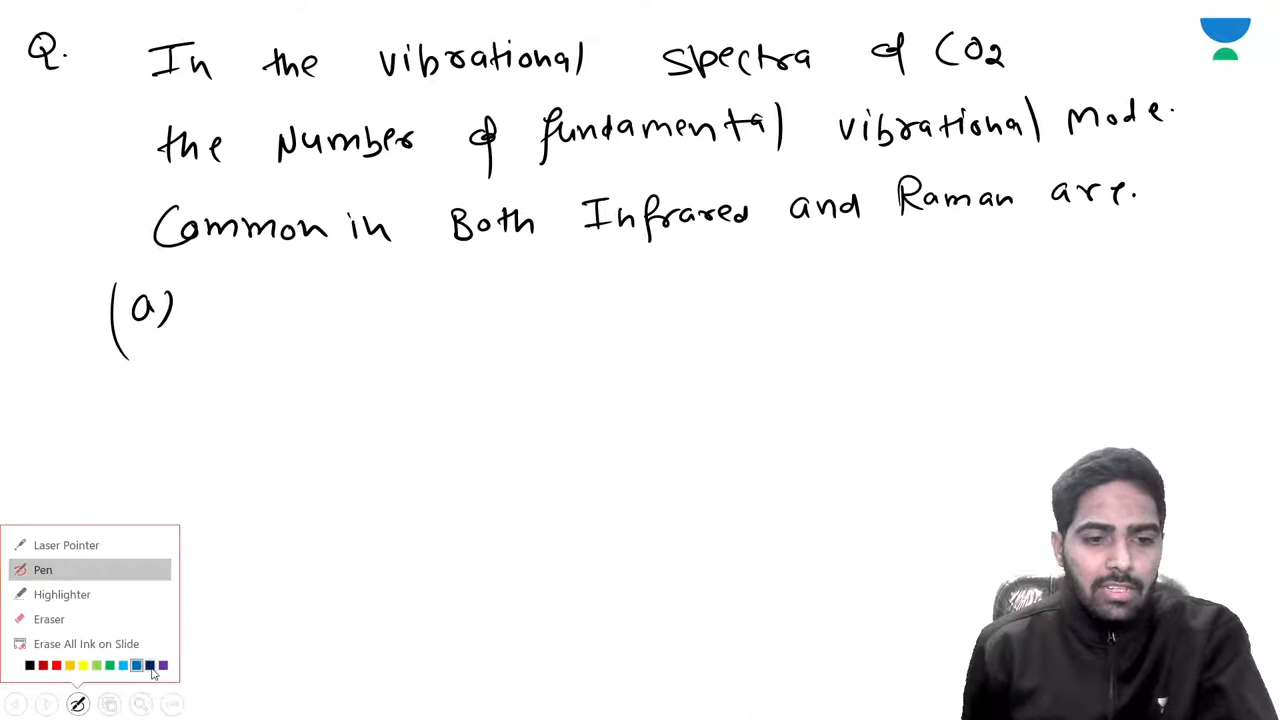 Q. In the vibrational spectra of CO2
the Number of fundamental vibrational Mode.
Common in Both Infrared and Raman are.
(a)
Laser Pointer
Pen
Highlighter
Eraser
Erase All Ink on Slide